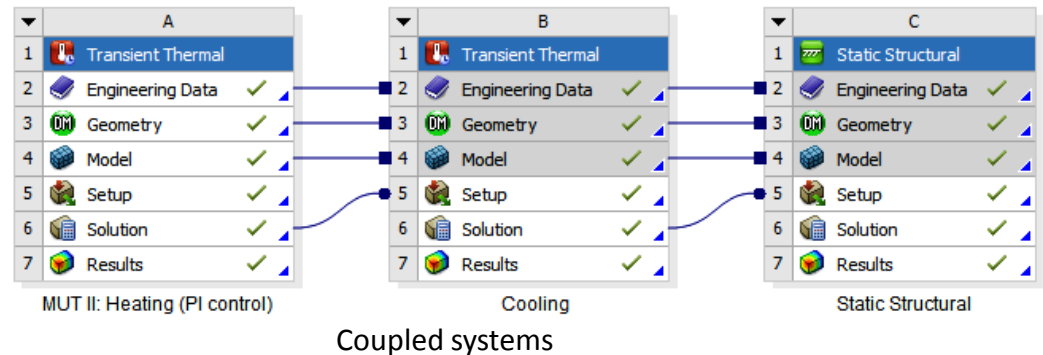 A B C
1 Transient Thermal 1 Transient Thermal 1 Static Structural
2 Engineering Data 2 Engineering Data 2 Engineering Data
3 DM Geometry 3 DM Geometry 3 DM Geometry
4 Model 4 Model 4 Model
5 Setup 5 Setup 5 Setup
6 Solution 6 Solution 6 Solution
7 Results 7 Results 7 Results
MUT II: Heating (PI control) Cooling Static Structural
Coupled systems